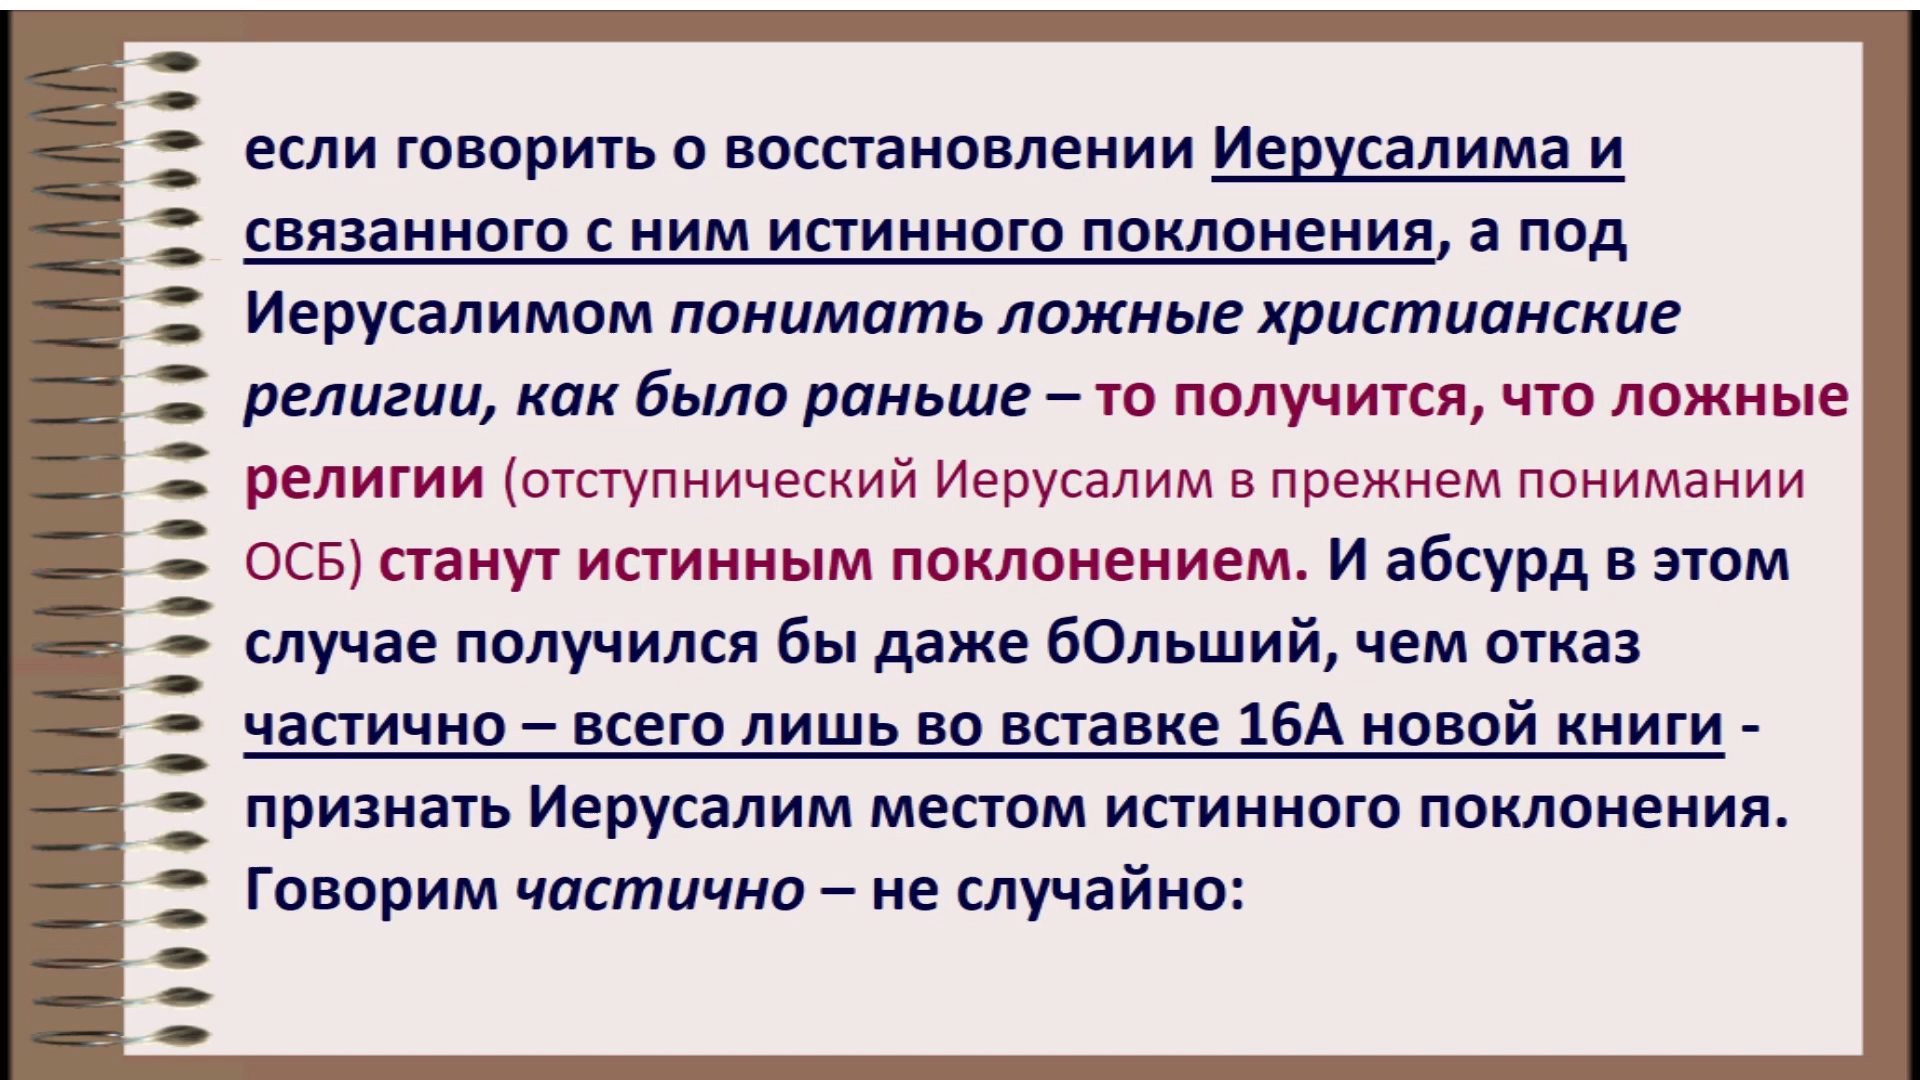 если говорить о восстановлении Иерусалима и
связанного с ним истинного поклонения, а под
Иерусалимом понимать ложные христианские
религии, как было раньше – то получится, что ложные
религии (отступнический Иерусалим в прежнем понимании
ОСБ) станут истинным поклонением. И абсурд в этом
случае получился бы даже бОльший, чем отказ
частично – всего лишь во вставке 16А новой книги -
признать Иерусалим местом истинного поклонения.
Говорим частично – не случайно: